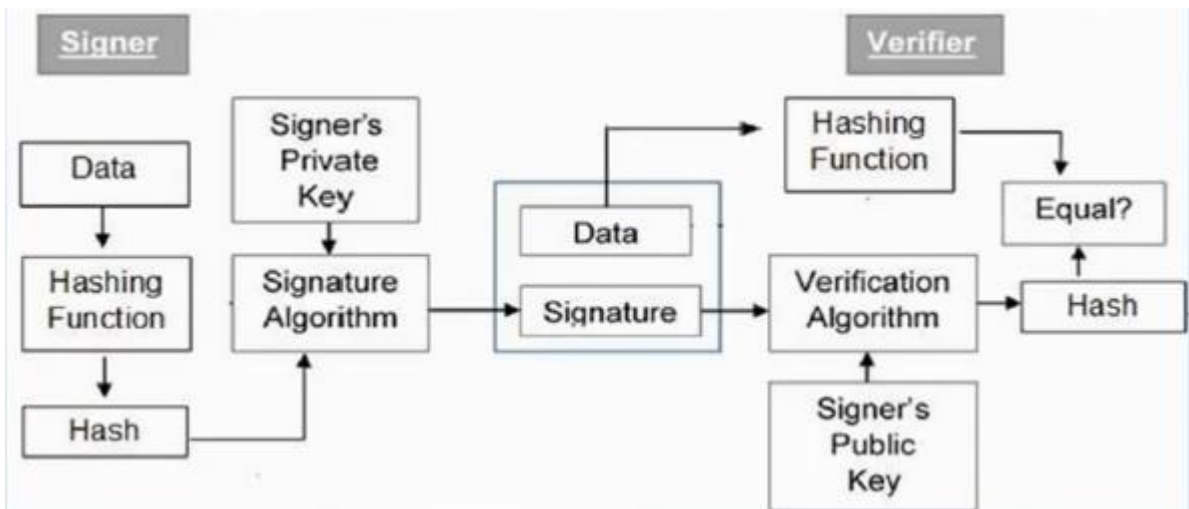 Signer
Verifier
Data
Hashing
Function
Hash
Signer's
Private
Key
Signature
Algorithm
Data
Signature
Hashing
Function
Verification
Algorithm
Signer's
Public
Key
Equal?
Hash